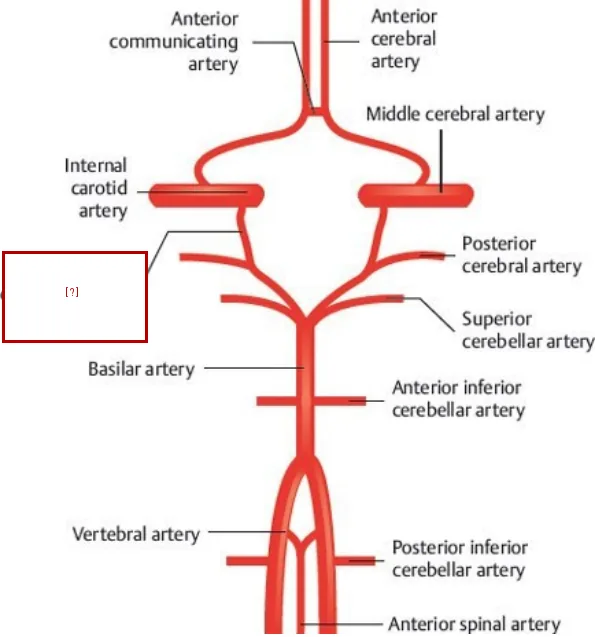 Anterior
communicating
artery
Anterior
cerebral
artery
Middle cerebral artery
Internal
carotid
artery
Posterior
cerebral artery
[?]
Superior
cerebellar artery
Basilar artery
Anterior inferior
cerebellar artery
Vertebral artery
Posterior inferior
cerebellar artery
Anterior spinal artery